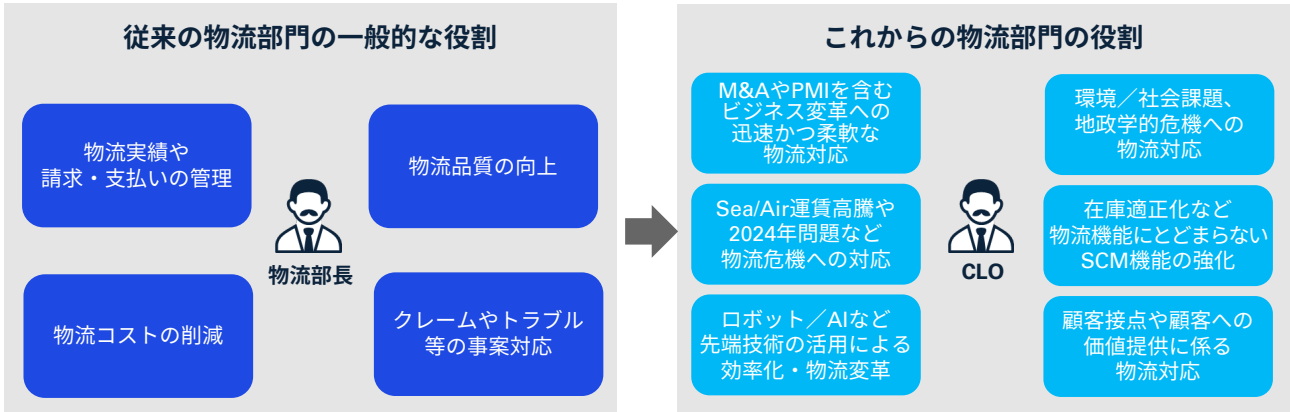 従来の物流部門の一般的な役割
物流実績や
請求・支払いの管理
物流品質の向上
物流部長
物流コストの削減
クレームやトラブル
等の事案対応
これからの物流部門の役割
M&AやPMIを含む
ビジネス変革への
迅速かつ柔軟な
物流対応
環境／社会課題、
地政学的危機への
物流対応
Sea/Air運賃高騰や
2024年問題など
物流危機への対応
CLO
在庫適正化など
物流機能にとどまらない
SCM機能の強化
ロボット／AIなど
先端技術の活用による
効率化・物流変革
顧客接点や顧客への
価値提供に係る
物流対応